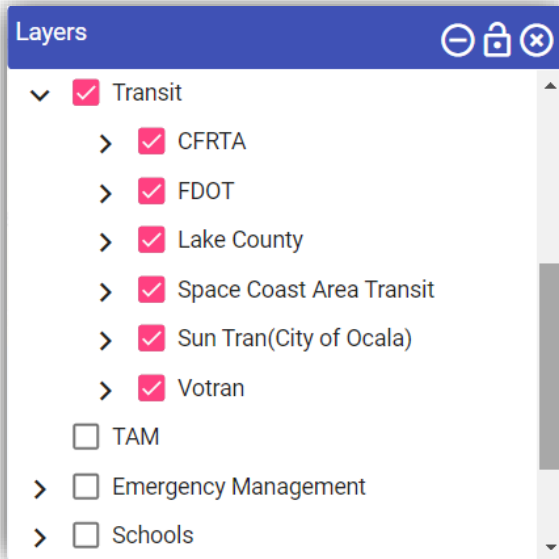 Layers
Transit
CFRTA
FDOT
Lake County
Space Coast Area Transit
Sun Tran(City of Ocala)
Votran
TAM
Emergency Management
Schools